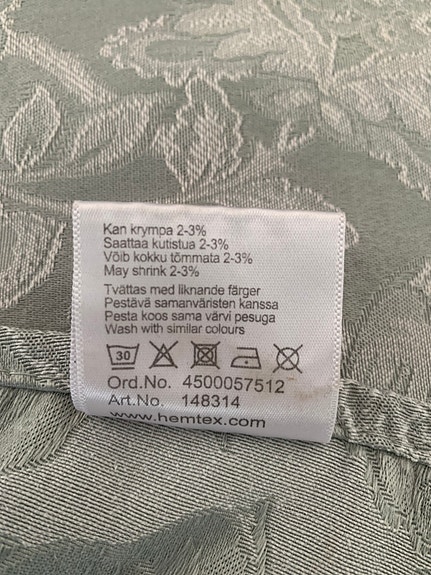 Kan krympa 2-3%
Saattaa kutistua 2-3%
Võib kokku tõmmata 2-3%
May shrink 2-3%
Tvättas med liknande färger
Pestävä samanväristen kanssa
Pesta koos sama värvi pesuga
Wash with similar colours
30
Ord.No. 4500057512
Art.No. 148314
www.hemtex.com